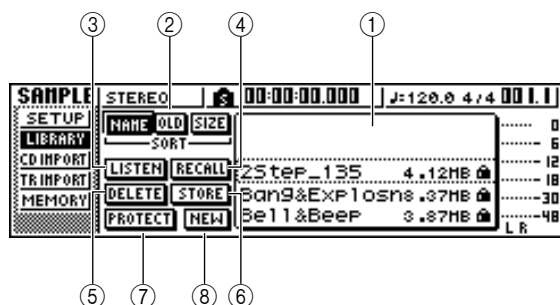 ③ ② ④ ①
SAMPLE STEREO S 00:00:00.000 ♩=120.0 4/4 001.1
SETUP
LIBRARY
CD IMPORT
TR IMPORT
MEMORY
NAME OLD SIZE
SORT
LISTEN RECALL
DELETE STORE
PROTECT NEW
2Step_135 4.12MB
Bang&Explosns.37MB
Bell&Beep 3.87MB
0
6
12
18
30
48
L R
⑤ ⑦ ⑧ ⑥